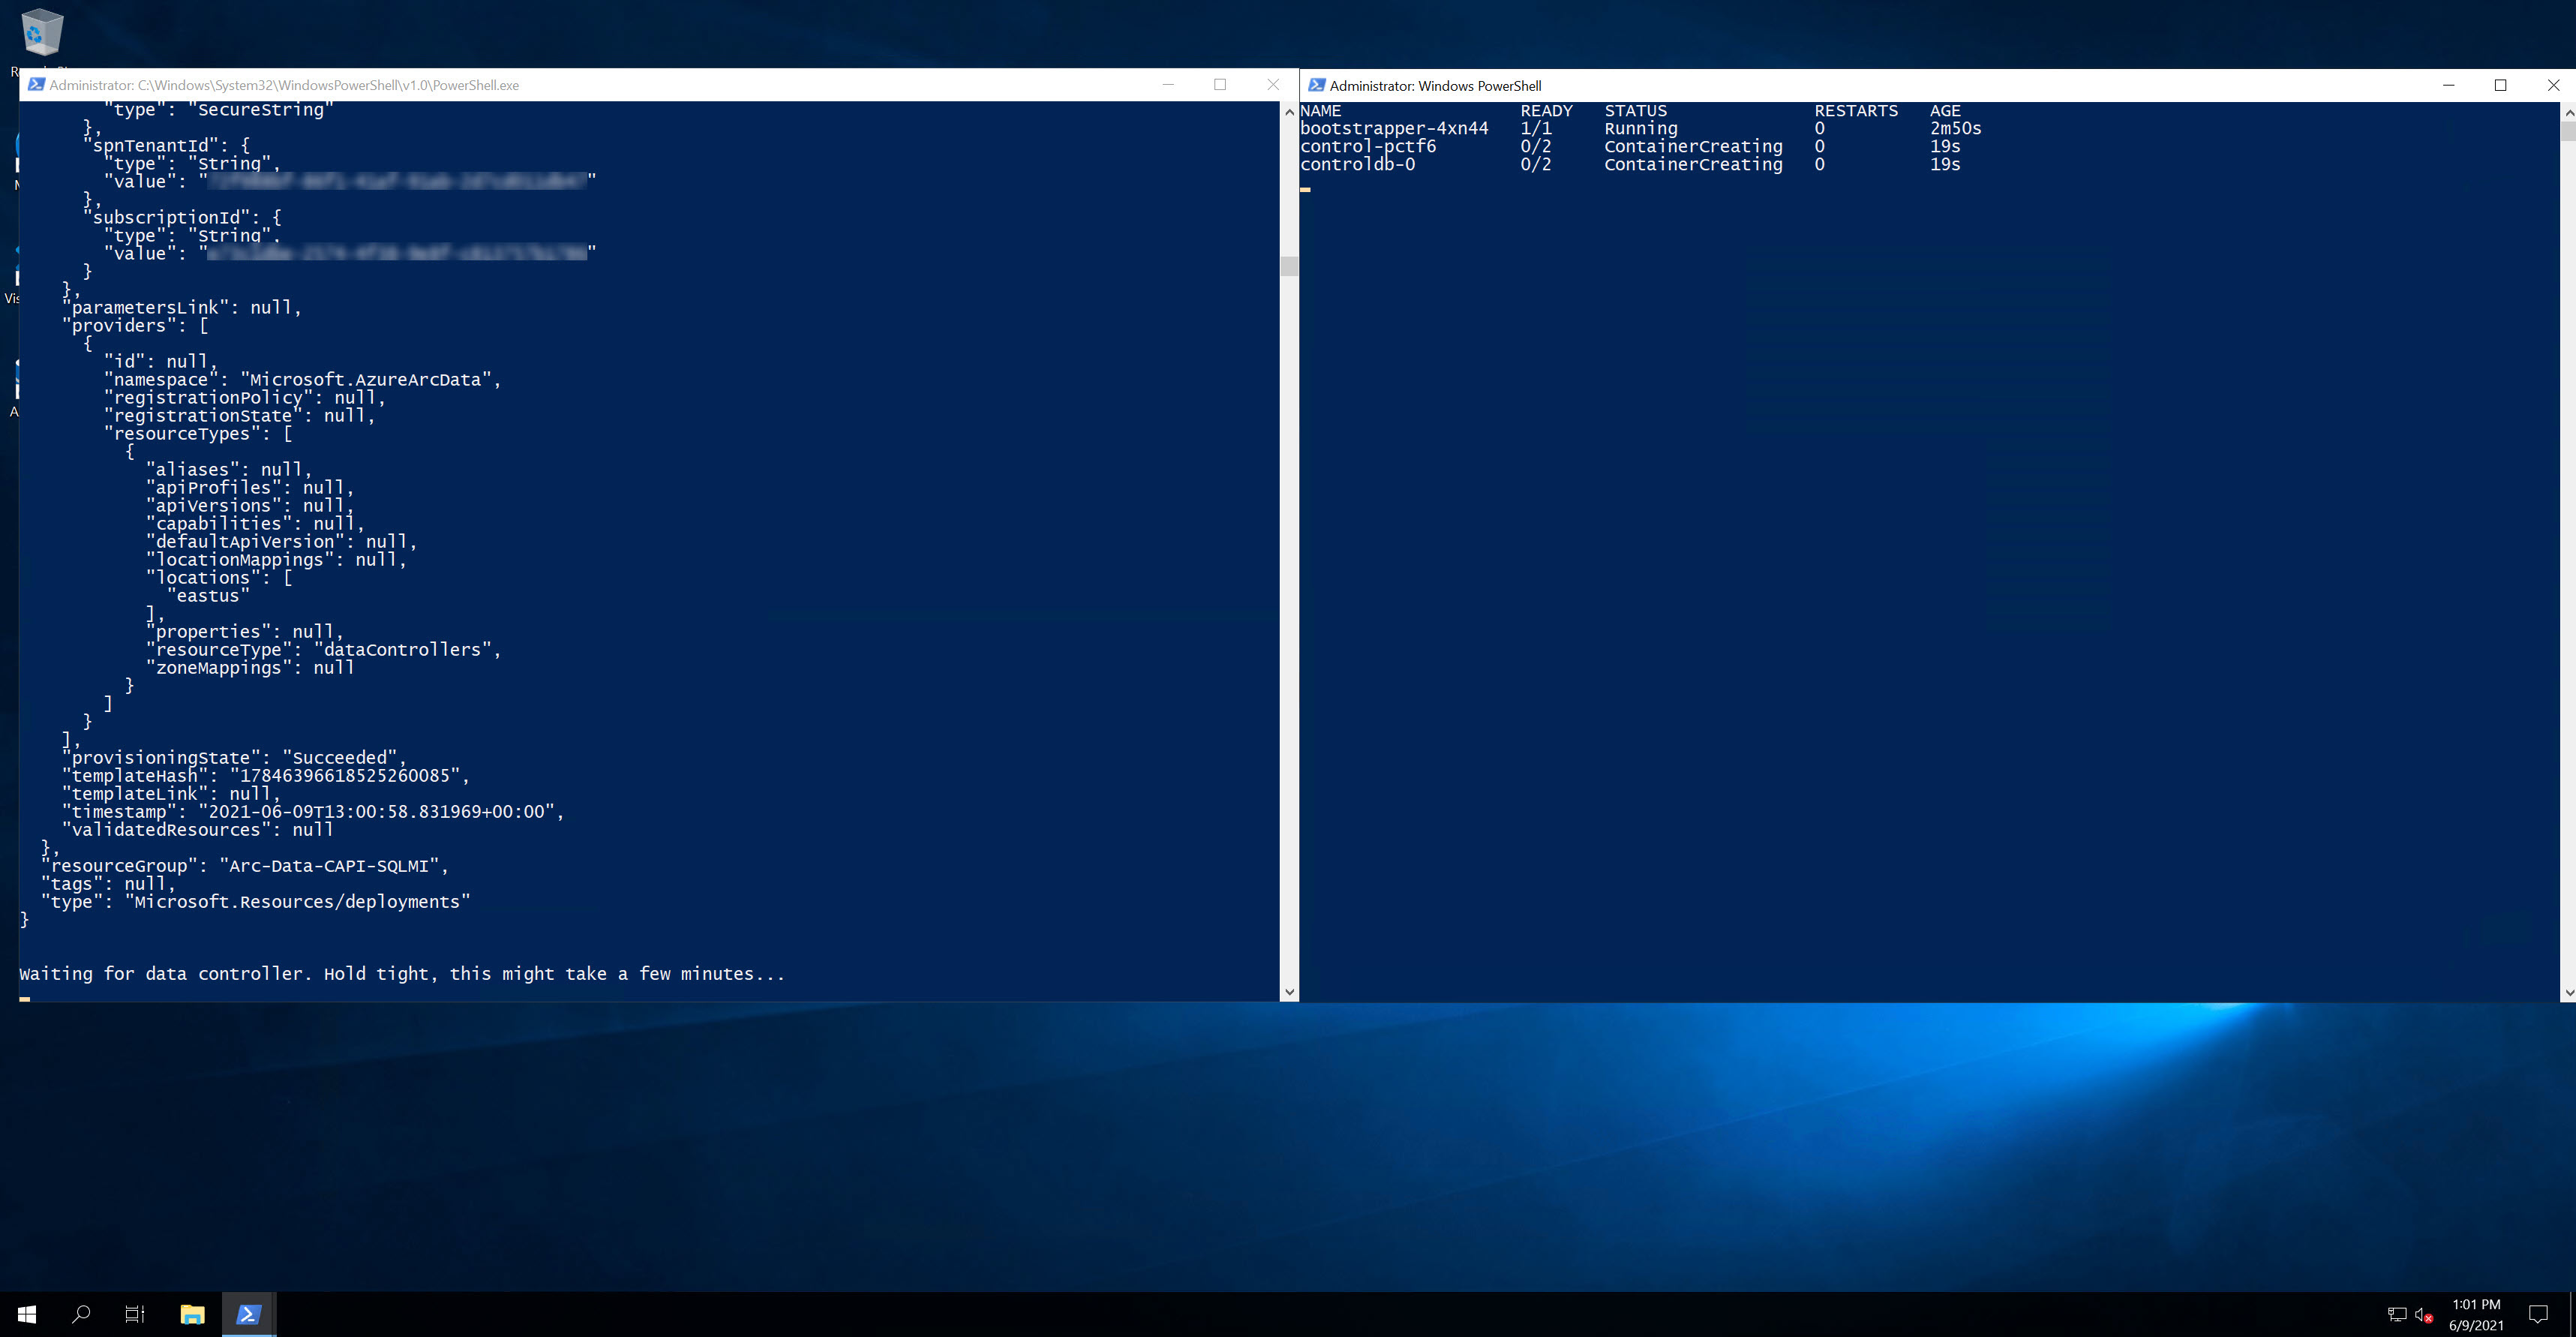 Administrator: C:\Windows\System32\WindowsPowerShell\v1.0\PowerShell.exe
"type": "SecureString"
},
"spnTenantId": {
"type": "String",
"value": " "
},
"subscriptionId": {
"type": "String",
"value": " "
}
},
"parametersLink": null,
"providers": [
{
"id": null,
"namespace": "Microsoft.AzureArcData",
"registrationPolicy": null,
"registrationState": null,
"resourceTypes": [
{
"aliases": null,
"apiProfiles": null,
"apiVersions": null,
"capabilities": null,
"defaultApiVersion": null,
"locationMappings": null,
"locations": [
"eastus"
],
"properties": null,
"resourceType": "dataControllers",
"zoneMappings": null
}
]
}
],
"provisioningState": "Succeeded",
"templateHash": "17846396618525260085",
"templateLink": null,
"timestamp": "2021-06-09T13:00:58.831969+00:00",
"validatedResources": null
},
"resourceGroup": "Arc-Data-CAPI-SQLMI",
"tags": null,
"type": "Microsoft.Resources/deployments"
}
Waiting for data controller. Hold tight, this might take a few minutes...
Administrator: Windows PowerShell
NAME READY STATUS RESTARTS AGE
bootstrapper-4xn44 1/1 Running 0 2m50s
control-pctf6 0/2 ContainerCreating 0 19s
controldb-0 0/2 ContainerCreating 0 19s
1:01 PM
6/9/2021